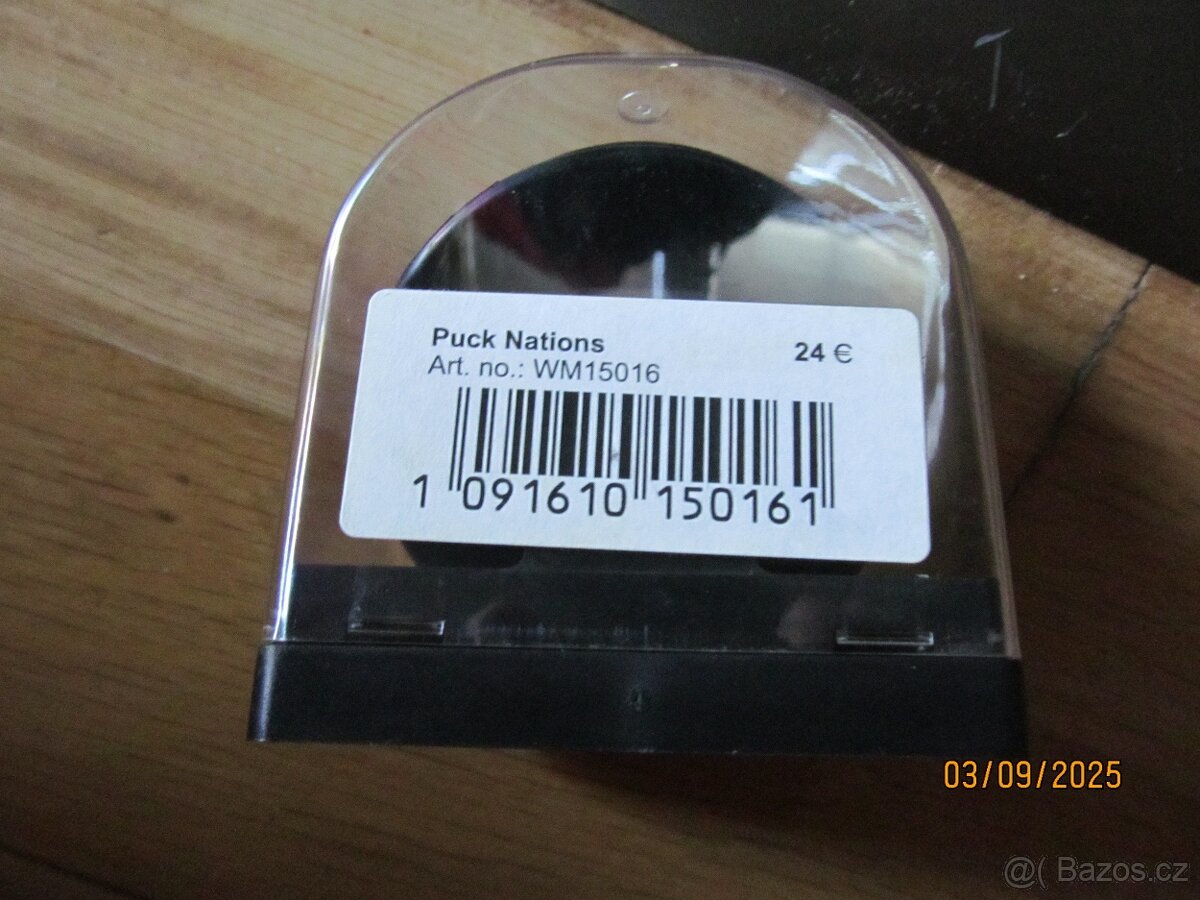 Puck Nations
24 €
Art. no.: WM15016
1 091610 150161
03/09/2025
@( Bazos.cz